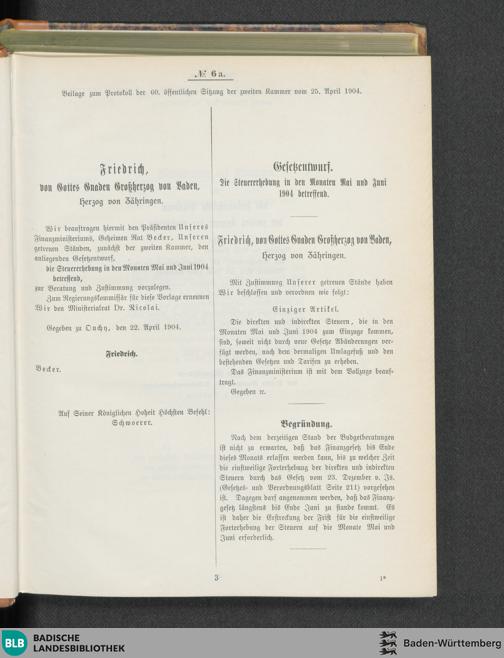 № 6a.
Beilage zum Protokoll der 60. öffentlichen Sitzung der zweiten Kammer vom 25. April 1904.
Friedrich,
von Gottes Gnaden Großherzog von Baden,
Herzog von Zähringen.
Wir beauftragen hiermit den Präsidenten Unseres
Finanzministeriums, Geheimen Rat Becker, Unseren
getreuen Ständen, zunächst der zweiten Kammer, den
anliegenden Gesetzentwurf,
die Steuererhebung in den Monaten Mai und Juni 1904
betreffend,
zur Beratung und Zustimmung vorzulegen.
Zum Regierungskommissär für diese Vorlage ernennen
Wir den Ministerialrat Dr. Nicolai.
Gegeben zu Ouchy, den 22. April 1904.
Friedrich.
Becker.
Auf Seiner Königlichen Hoheit Höchsten Befehl:
Schwoerer.
Gesetzentwurf.
Die Steuererhebung in den Monaten Mai und Juni
1904 betreffend.
Friedrich, von Gottes Gnaden Großherzog von Baden,
Herzog von Zähringen.
Mit Zustimmung Unserer getreuen Stände haben
Wir beschlossen und verordnen wie folgt:
Einziger Artikel.
Die direkten und indirekten Steuern, die in den
Monaten Mai und Juni 1904 zum Einzuge kommen,
sind, soweit nicht durch neue Gesetze Abänderungen ver-
fügt werden, nach dem dermaligen Umlagefuß und den
bestehenden Gesetzen und Tarifen zu erheben.
Das Finanzministerium ist mit dem Vollzuge beauf-
tragt.
Gegeben ꝛc.
Begründung.
Nach dem derzeitigen Stand der Budgetberatungen
ist nicht zu erwarten, daß das Finanzgesetz bis Ende
dieses Monats erlassen werden kann, bis zu welcher Zeit
die einstweilige Forterhebung der direkten und indirekten
Steuern durch das Gesetz vom 23. Dezember v. Js.
(Gesetzes- und Verordnungsblatt Seite 211) vorgesehen
ist. Dagegen darf angenommen werden, daß das Finanz-
gesetz längstens bis Ende Juni zu stande kommt. Es
ist daher die Erstreckung der Frist für die einstweilige
Forterhebung der Steuern auf die Monate Mai und
Juni erforderlich.
3
1*
BLB
BADISCHE
LANDESBIBLIOTHEK
Baden-Württemberg